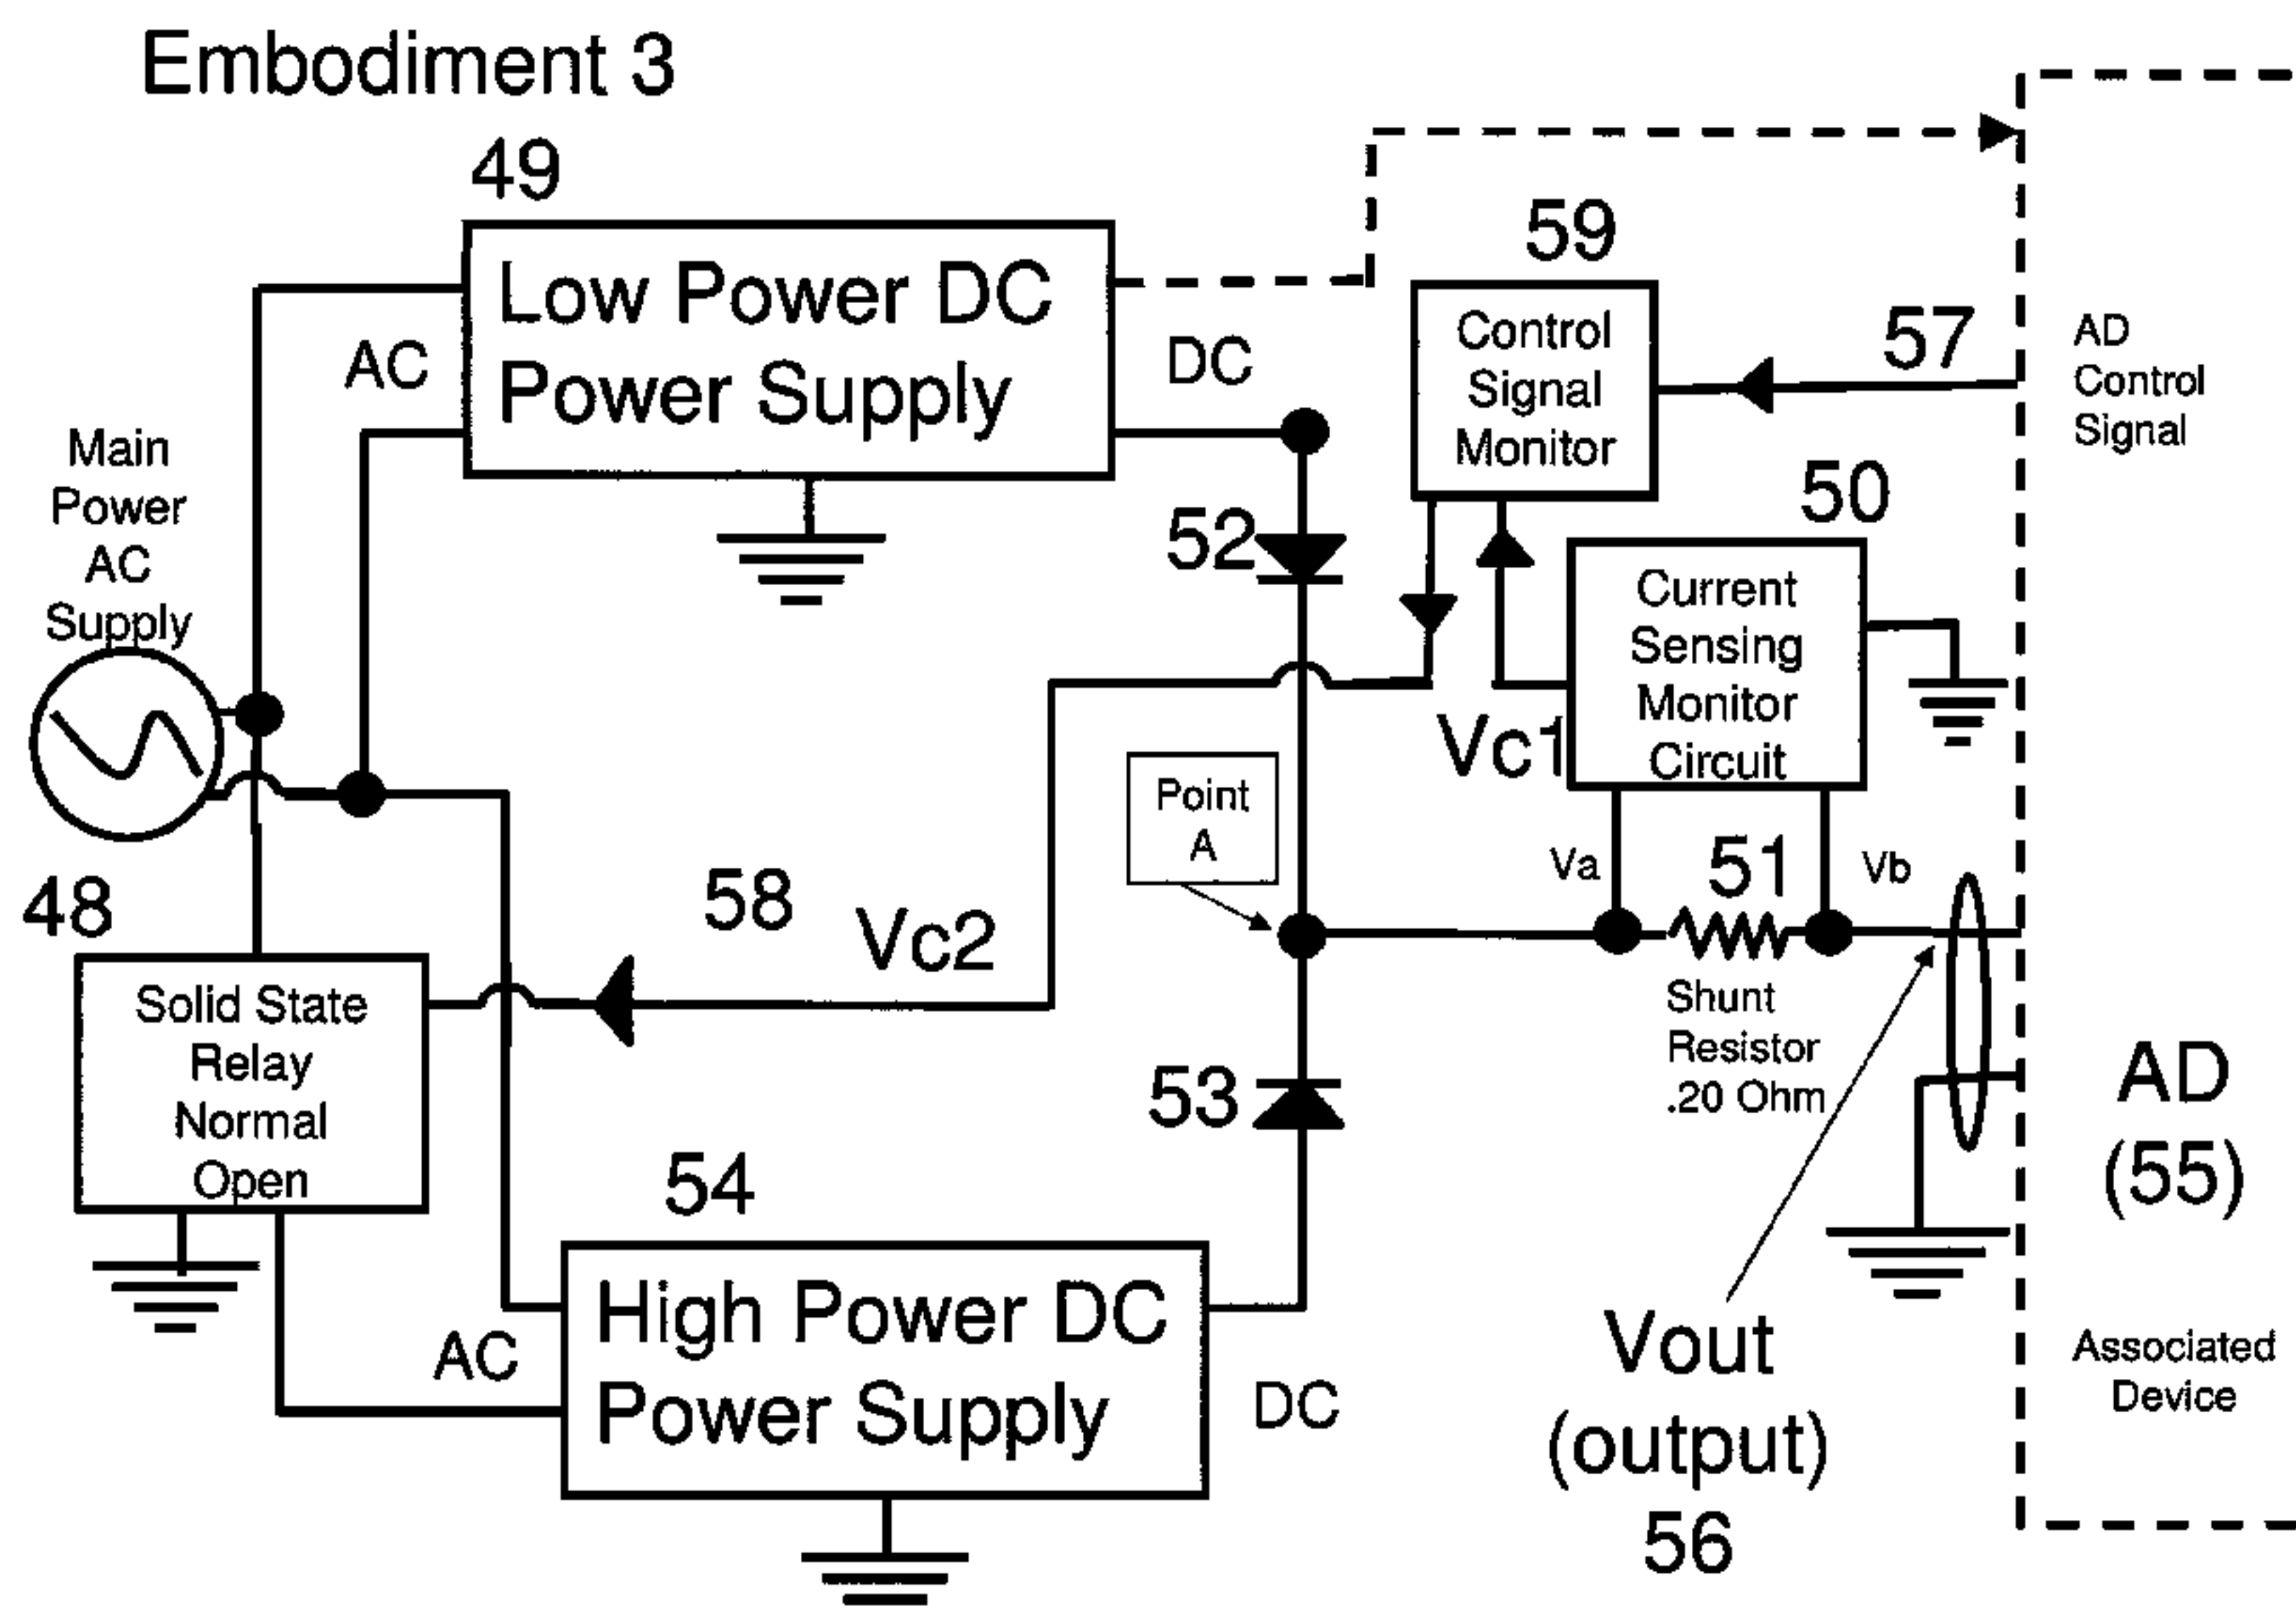 Embodiment 3
49
Low Power DC
Power Supply
AC
DC
59
Control
Signal
Monitor
57
AD
Control
Signal
Main
Power
AC
Supply
52
50
Current
Sensing
Monitor
Circuit
Vc1
Point
A
Va
51
Vb
48
58
Vc2
Solid State
Relay
Normal
Open
Shunt
Resistor
.20 Ohm
53
AD
(55)
54
High Power DC
Power Supply
AC
DC
Vout
(output)
56
Associated
Device